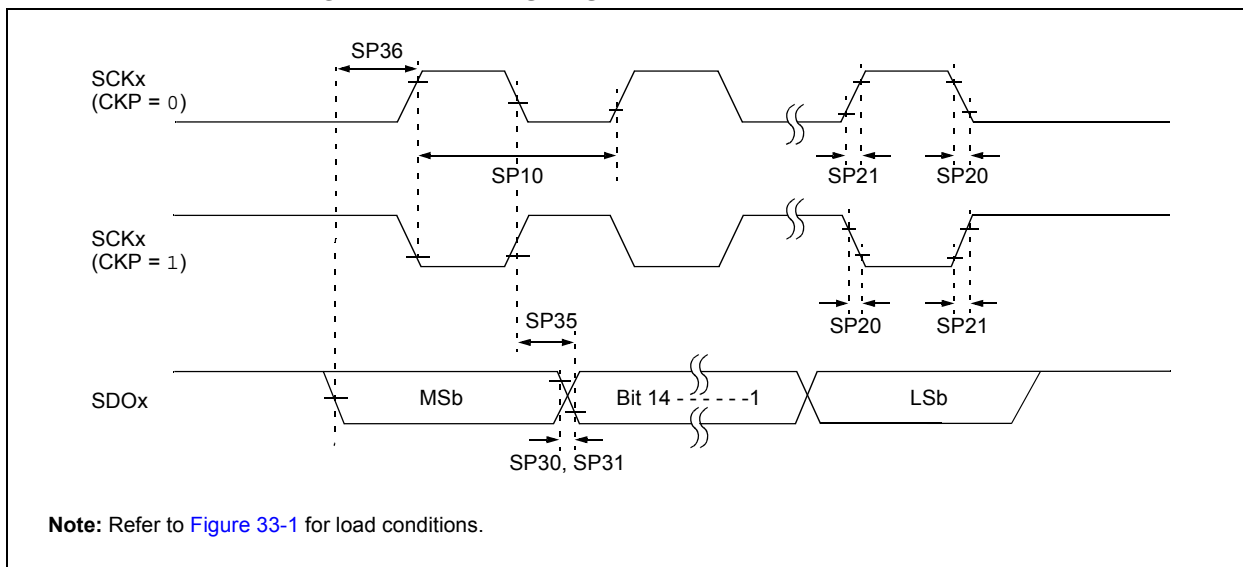 SP36
SCKx
(CKP = 0)
SP10
SP21
SP20
SCKx
(CKP = 1)
SP35
SP20
SP21
SDOx
MSb
Bit 14 - - - - - - -1
LSb
SP30, SP31
Note: Refer to Figure 33-1 for load conditions.